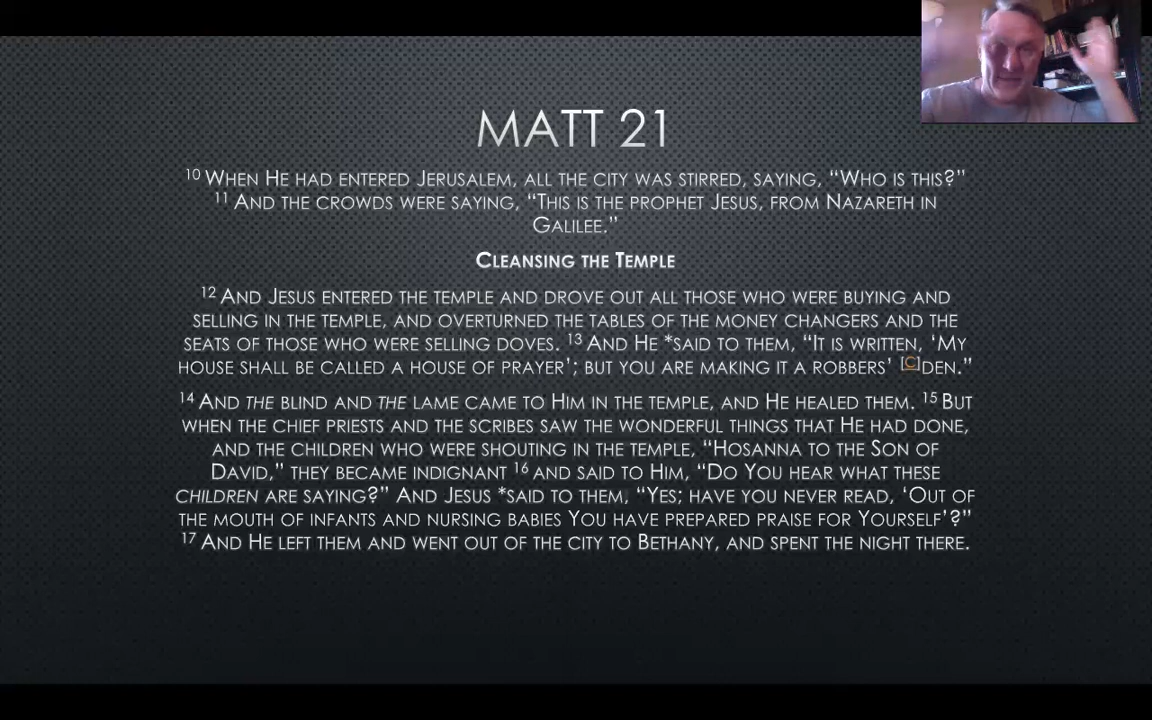 MATT 21
10 WHEN HE HAD ENTERED JERUSALEM, ALL THE CITY WAS STIRRED, SAYING, “WHO IS THIS?”
11 AND THE CROWDS WERE SAYING, “THIS IS THE PROPHET JESUS, FROM NAZARETH IN
GALILEE.”
CLEANSING THE TEMPLE
12 AND JESUS ENTERED THE TEMPLE AND DROVE OUT ALL THOSE WHO WERE BUYING AND
SELLING IN THE TEMPLE, AND OVERTURNED THE TABLES OF THE MONEY CHANGERS AND THE
SEATS OF THOSE WHO WERE SELLING DOVES. 13 AND HE *SAID TO THEM, “IT IS WRITTEN, ‘MY
HOUSE SHALL BE CALLED A HOUSE OF PRAYER’; BUT YOU ARE MAKING IT A ROBBERS’ [C]DEN.”
14 AND THE BLIND AND THE LAME CAME TO HIM IN THE TEMPLE, AND HE HEALED THEM. 15 BUT
WHEN THE CHIEF PRIESTS AND THE SCRIBES SAW THE WONDERFUL THINGS THAT HE HAD DONE,
AND THE CHILDREN WHO WERE SHOUTING IN THE TEMPLE, “HOSANNA TO THE SON OF
DAVID,” THEY BECAME INDIGNANT 16 AND SAID TO HIM, “DO YOU HEAR WHAT THESE
CHILDREN ARE SAYING?” AND JESUS *SAID TO THEM, “YES; HAVE YOU NEVER READ, ‘OUT OF
THE MOUTH OF INFANTS AND NURSING BABIES YOU HAVE PREPARED PRAISE FOR YOURSELF’?”
17 AND HE LEFT THEM AND WENT OUT OF THE CITY TO BETHANY, AND SPENT THE NIGHT THERE.